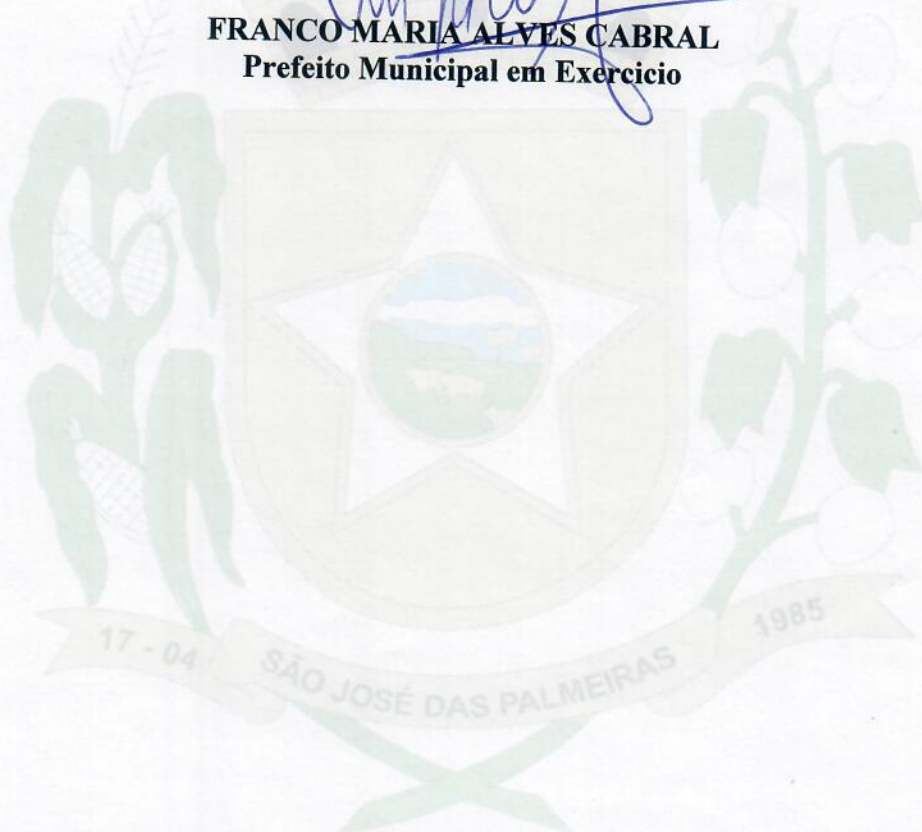 FRANCO MARIA ALVES CABRAL
Prefeito Municipal em Exercicio
17 - 04
SÃO JOSÉ DAS PALMEIRAS
1985